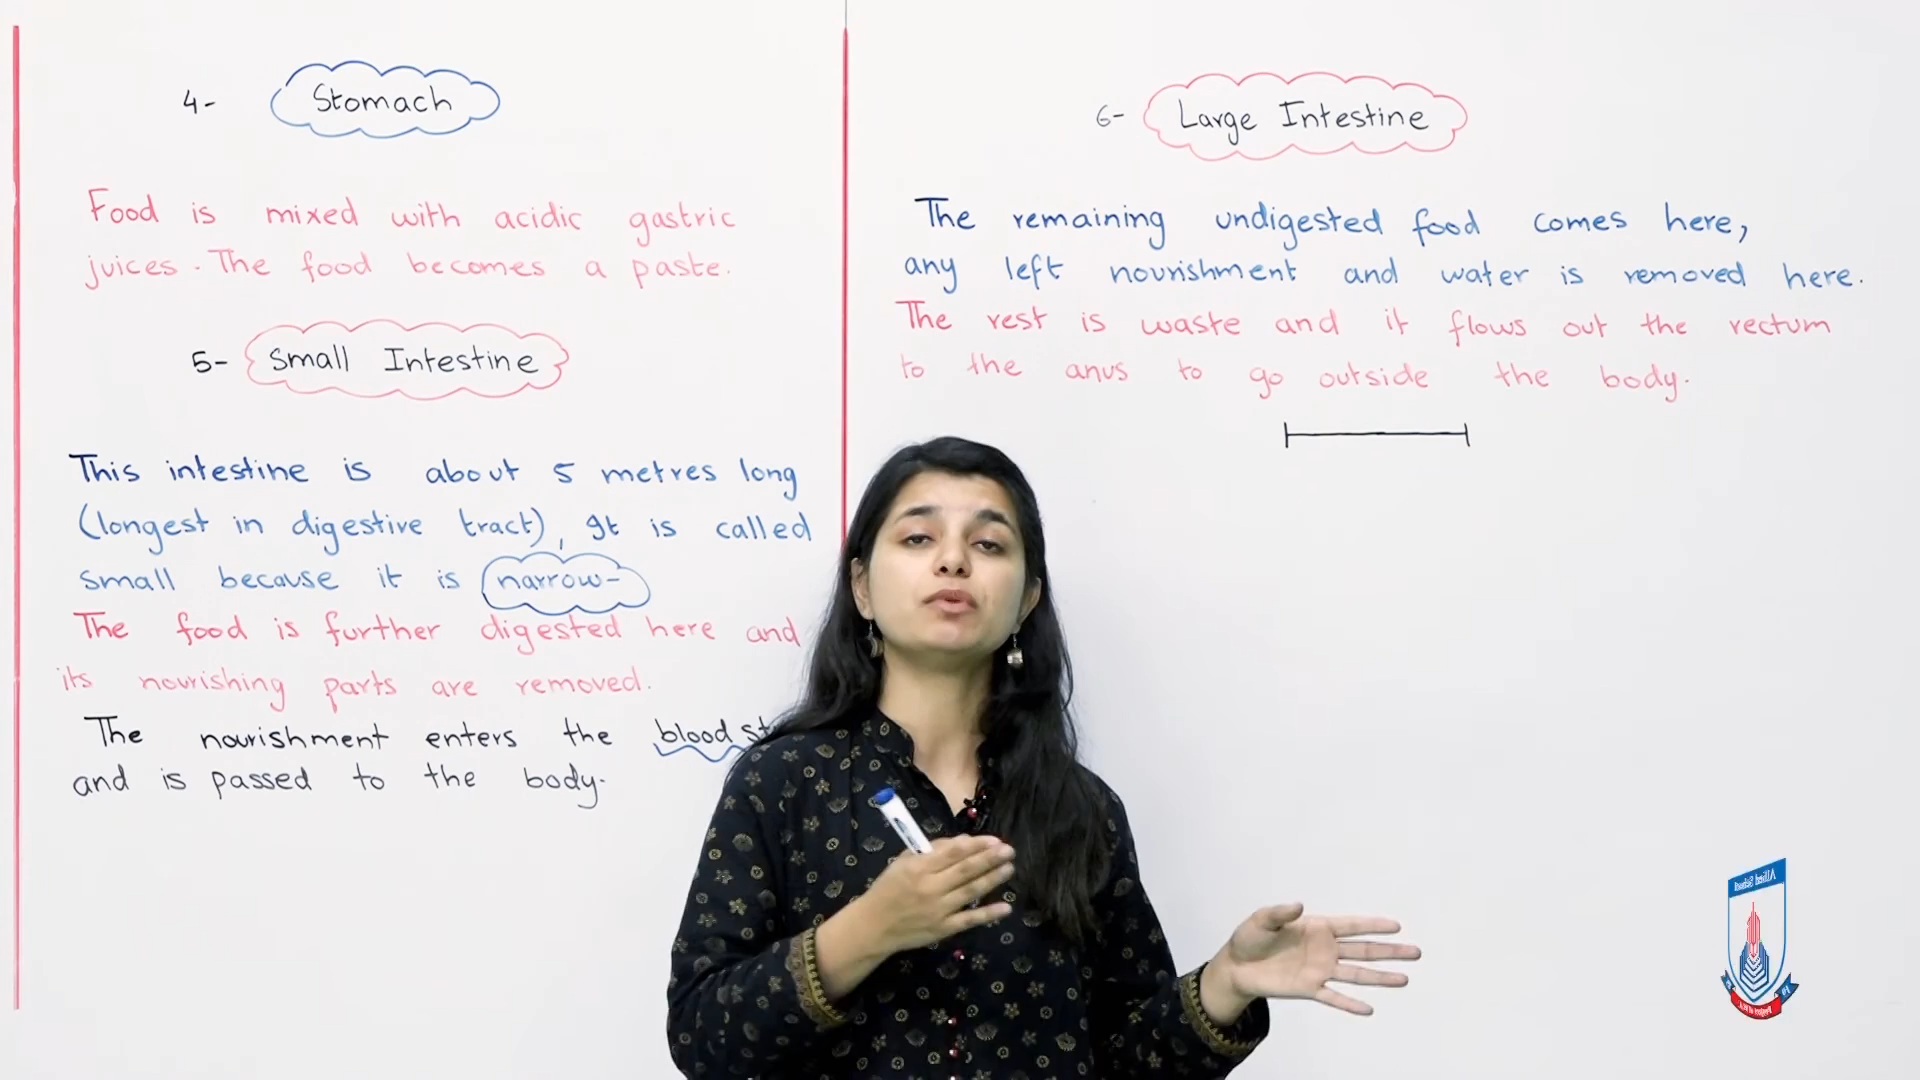 4- Stomach
Food is mixed with acidic gastric
juices. The food becomes a paste.
5- Small Intestine
This intestine is about 5 metres long
(longest in digestive tract), It is called
small because it is narrow-
The food is further digested here and
its nourishing parts are removed.
The nourishment enters the blood
and is passed to the body.
6- Large Intestine
The remaining undigested food comes here,
any left nourishment and water is removed here.
The rest is waste and it flows out the rectum
to the anus to go outside the body.
Allied School